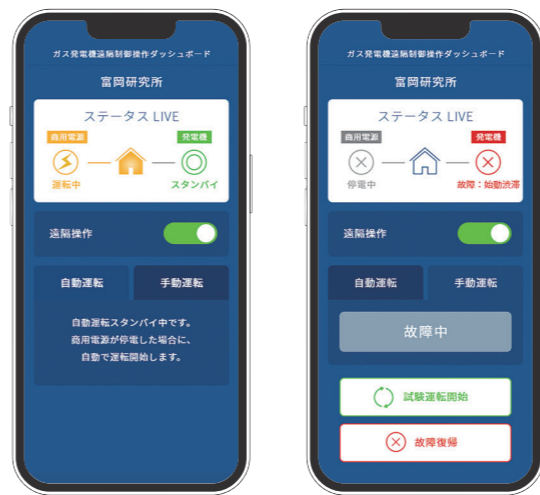 ガス発電機遠隔制御操作ダッシュボード
富岡研究所
ステータス LIVE
商用電源
発電機
運転中
スタンバイ
遠隔操作
自動運転
手動運転
自動運転スタンバイ中です。
商用電源が停電した場合に、
自動で運転開始します。
ガス発電機遠隔制御操作ダッシュボード
富岡研究所
ステータス LIVE
商用電源
発電機
停電中
故障：始動渋滞
遠隔操作
自動運転
手動運転
故障中
試験運転開始
故障復帰